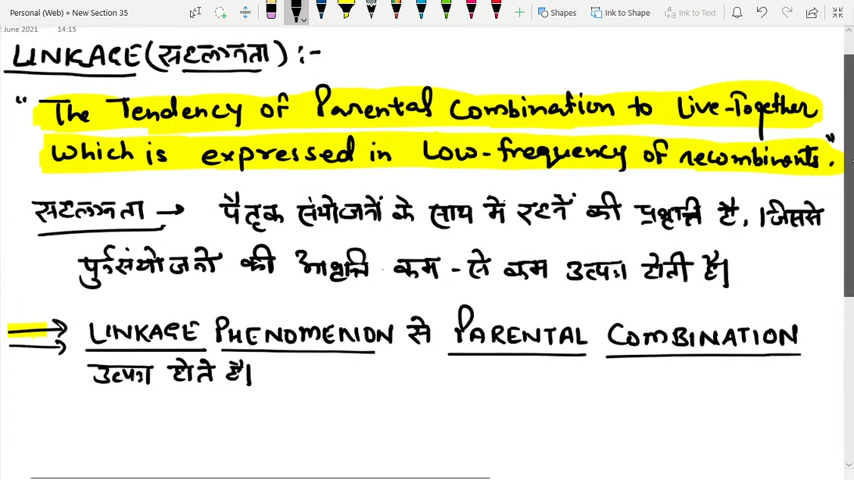 Personal (Web) » New Section 35
Shapes
Ink to Shape
Ink to Text
June 2021 14:15
LINKAGE (सहलग्नता) :-
" The Tendency of Parental Combination to Live-Together
Which is expressed in Low-frequency of recombinants."
सहलग्नता → पैतृक संयोजनों के साथ में रहने की प्रवृत्ति है, जिससे
पुर्नसंयोजनो की आवृत्ति कम-से कम उत्पन्न होती है।
⇒ LINKAGE PHENOMENION से PARENTAL COMBINATION
उत्पन्न होते है।